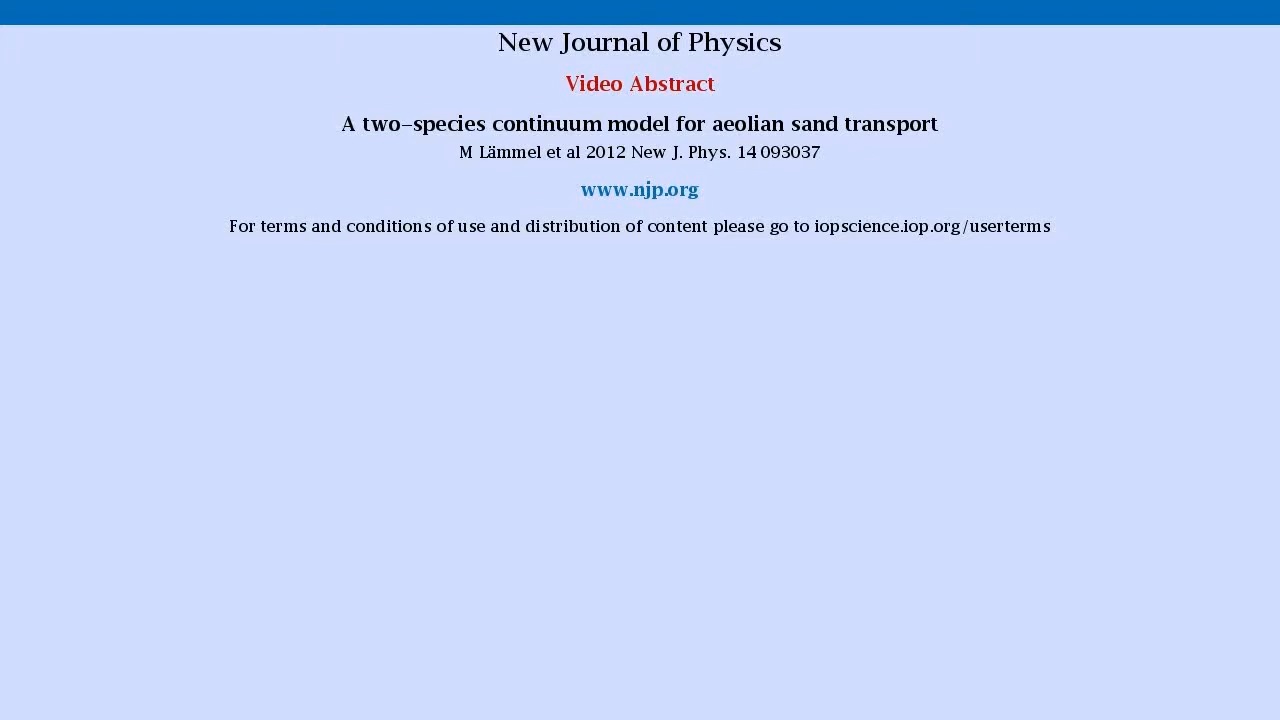 New Journal of Physics
Video Abstract
A two–species continuum model for aeolian sand transport
M Lämmel et al 2012 New J. Phys. 14 093037
www.njp.org
For terms and conditions of use and distribution of content please go to iopscience.iop.org/userterms